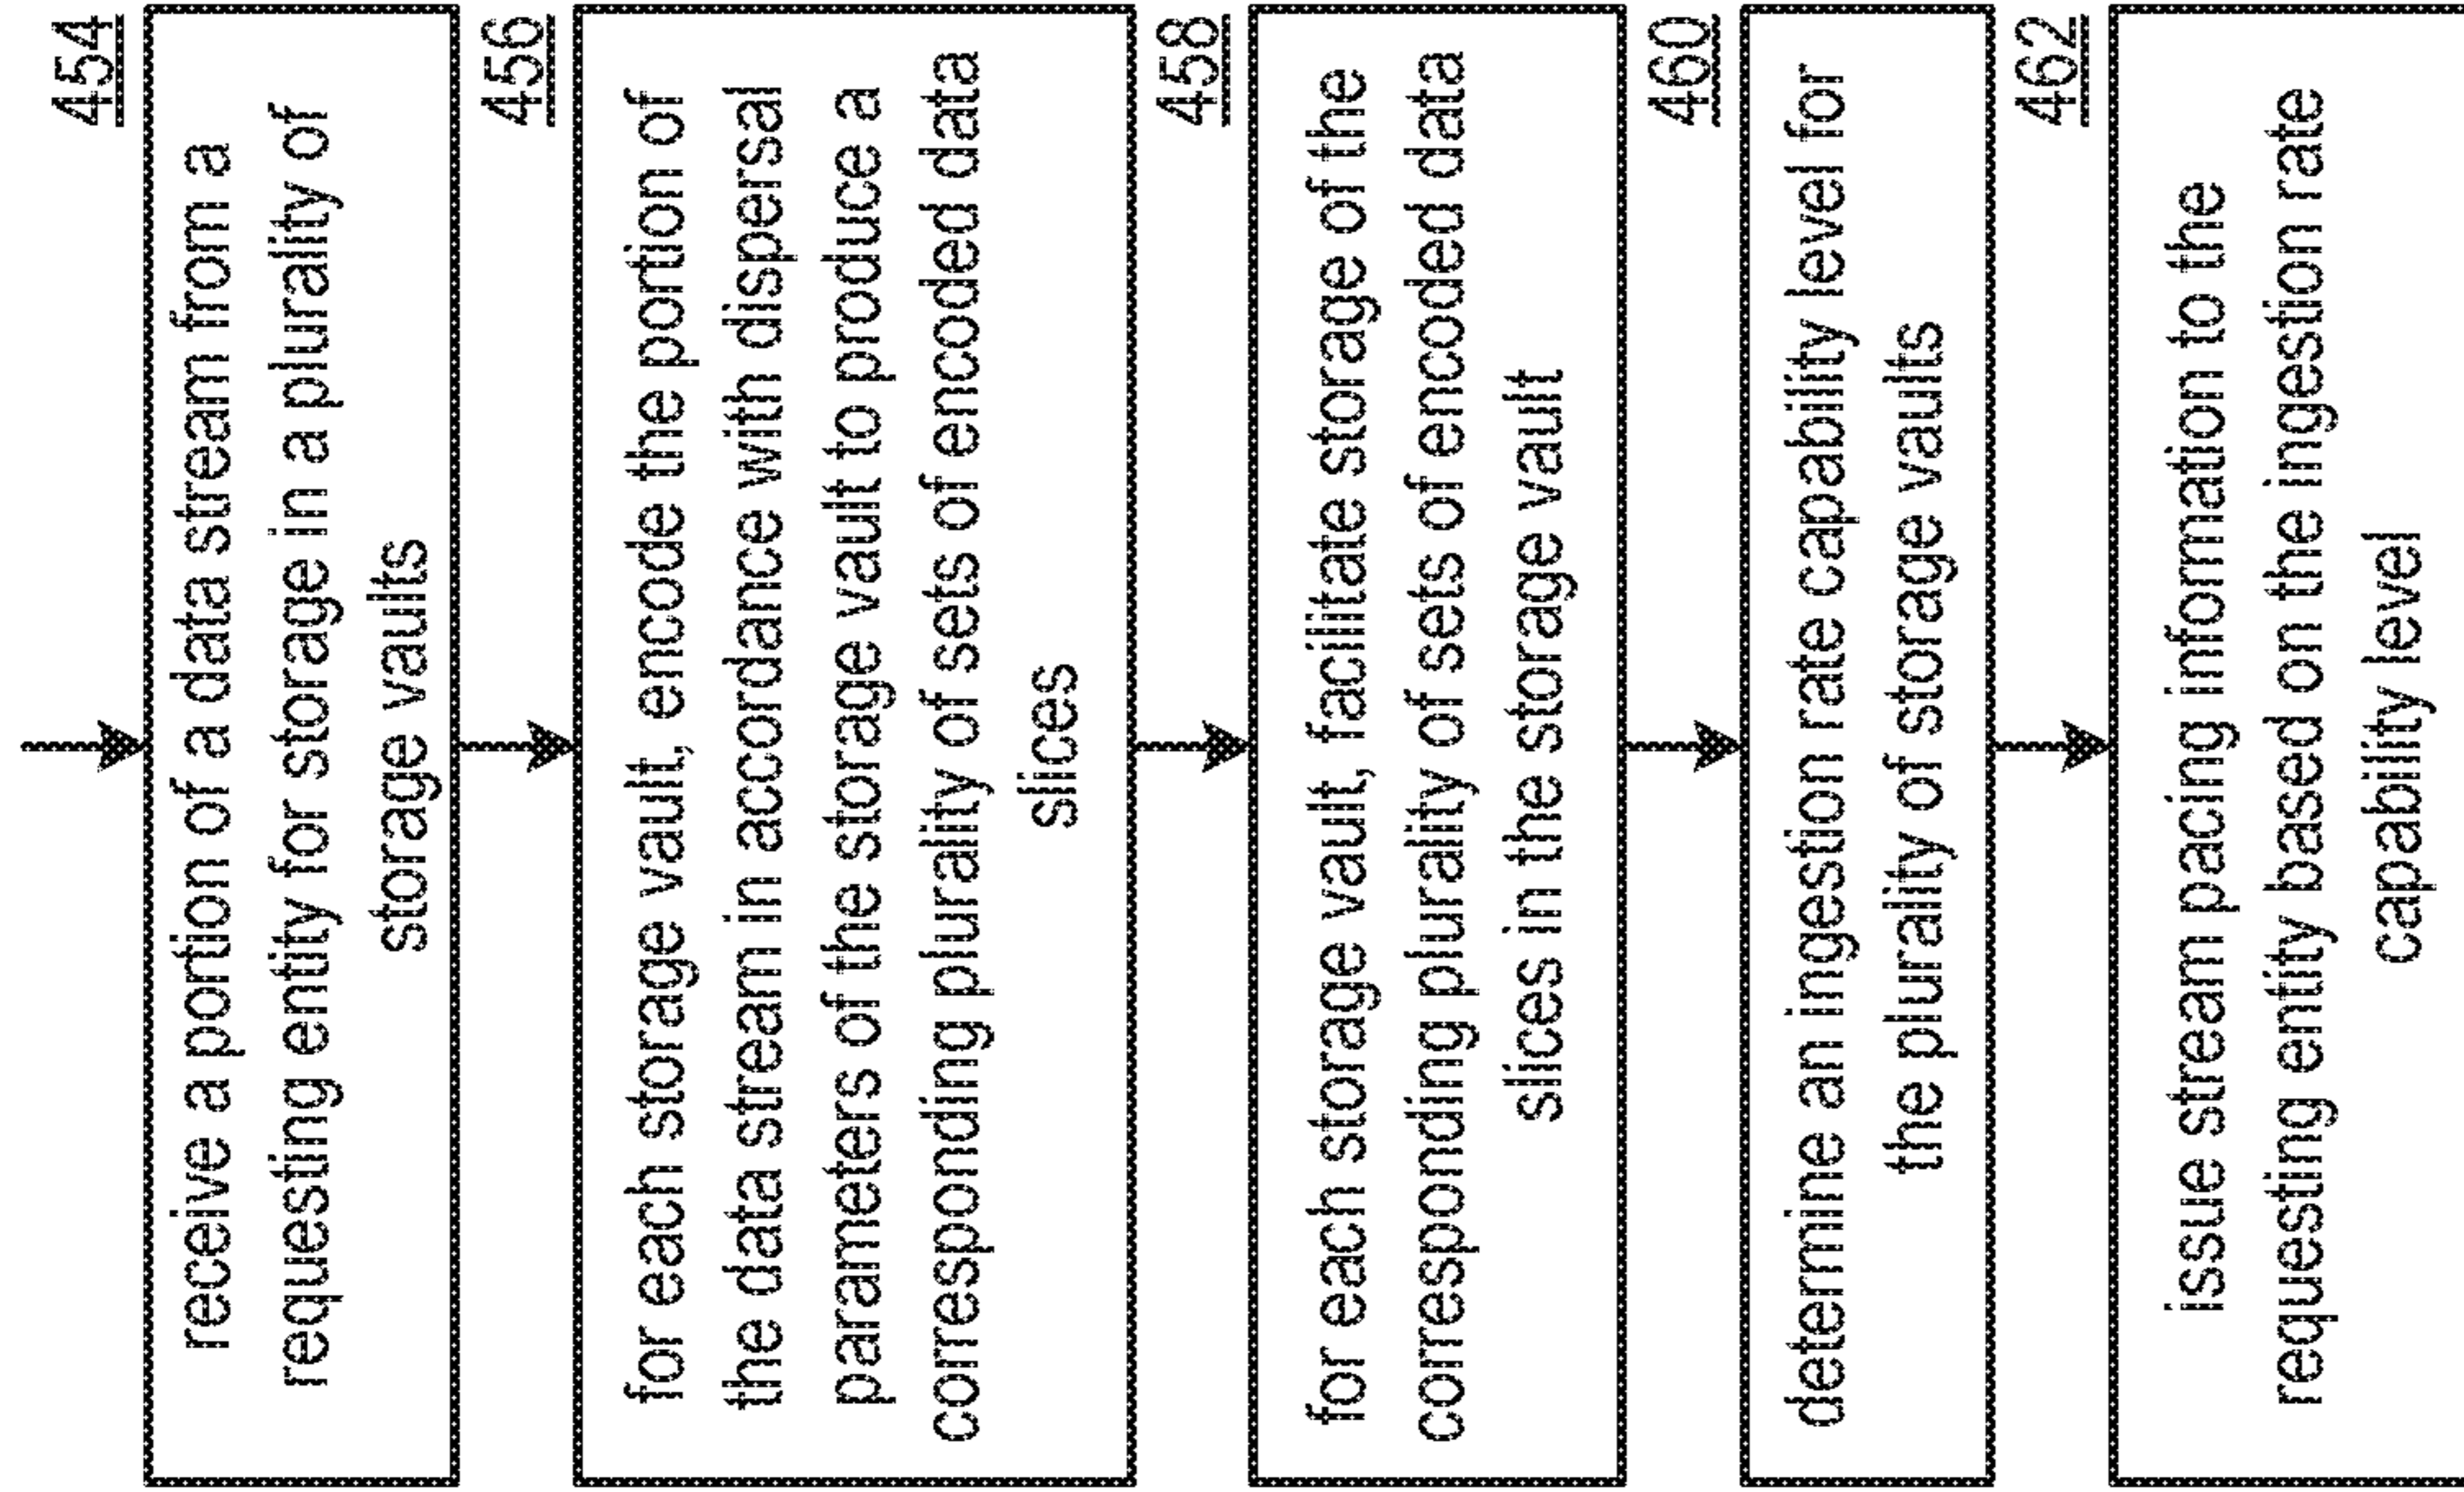 454
receive a portion of a data stream from a
requesting entity for storage in a plurality of
storage vaults
456
for each storage vault, encode the portion of
the data stream in accordance with dispersal
parameters of the storage vault to produce a
corresponding plurality of sets of encoded data
slices
458
for each storage vault, facilitate storage of the
corresponding plurality of sets of encoded data
slices in the storage vault
460
determine an ingestion rate capability level for
the plurality of storage vaults
462
issue stream pacing information to the
requesting entity based on the ingestion rate
capability level